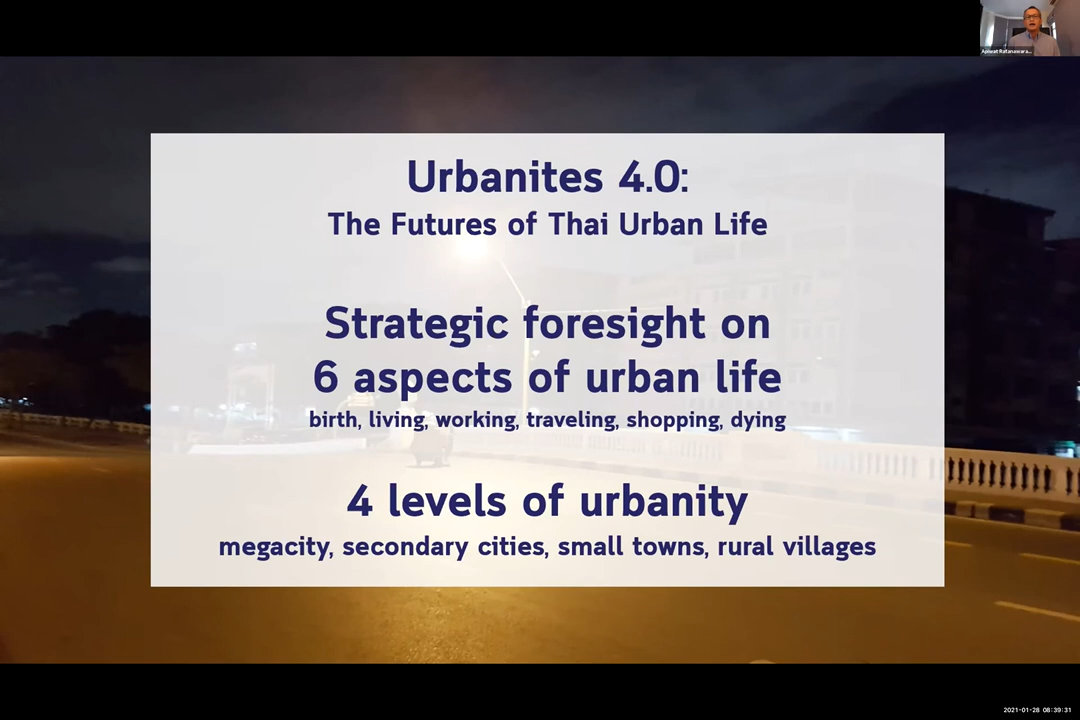 Apiwat Ratanawara...
Urbanites 4.0:
The Futures of Thai Urban Life
Strategic foresight on
6 aspects of urban life
birth, living, working, traveling, shopping, dying
4 levels of urbanity
megacity, secondary cities, small towns, rural villages
2021-01-28 08:39:31